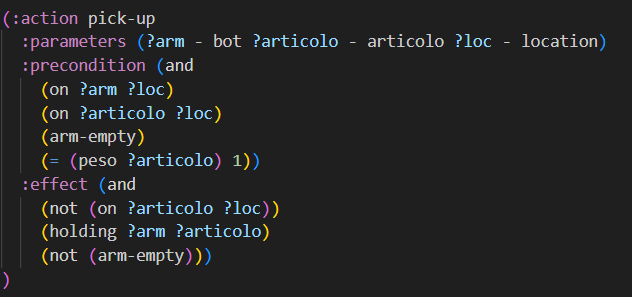 (:action pick-up
  :parameters (?arm - bot ?articolo - articolo ?loc - location)
  :precondition (and
    (on ?arm ?loc)
    (on ?articolo ?loc)
    (arm-empty)
    (= (peso ?articolo) 1))
  :effect (and
    (not (on ?articolo ?loc))
    (holding ?arm ?articolo)
    (not (arm-empty)))
)